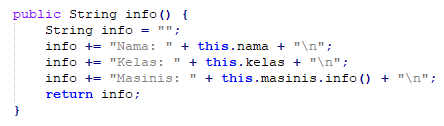 public String info() {
    String info = "";
    info += "Nama: " + this.nama + "\n";
    info += "Kelas: " + this.kelas + "\n";
    info += "Masinis: " + this.masinis.info() + "\n";
    return info;
}